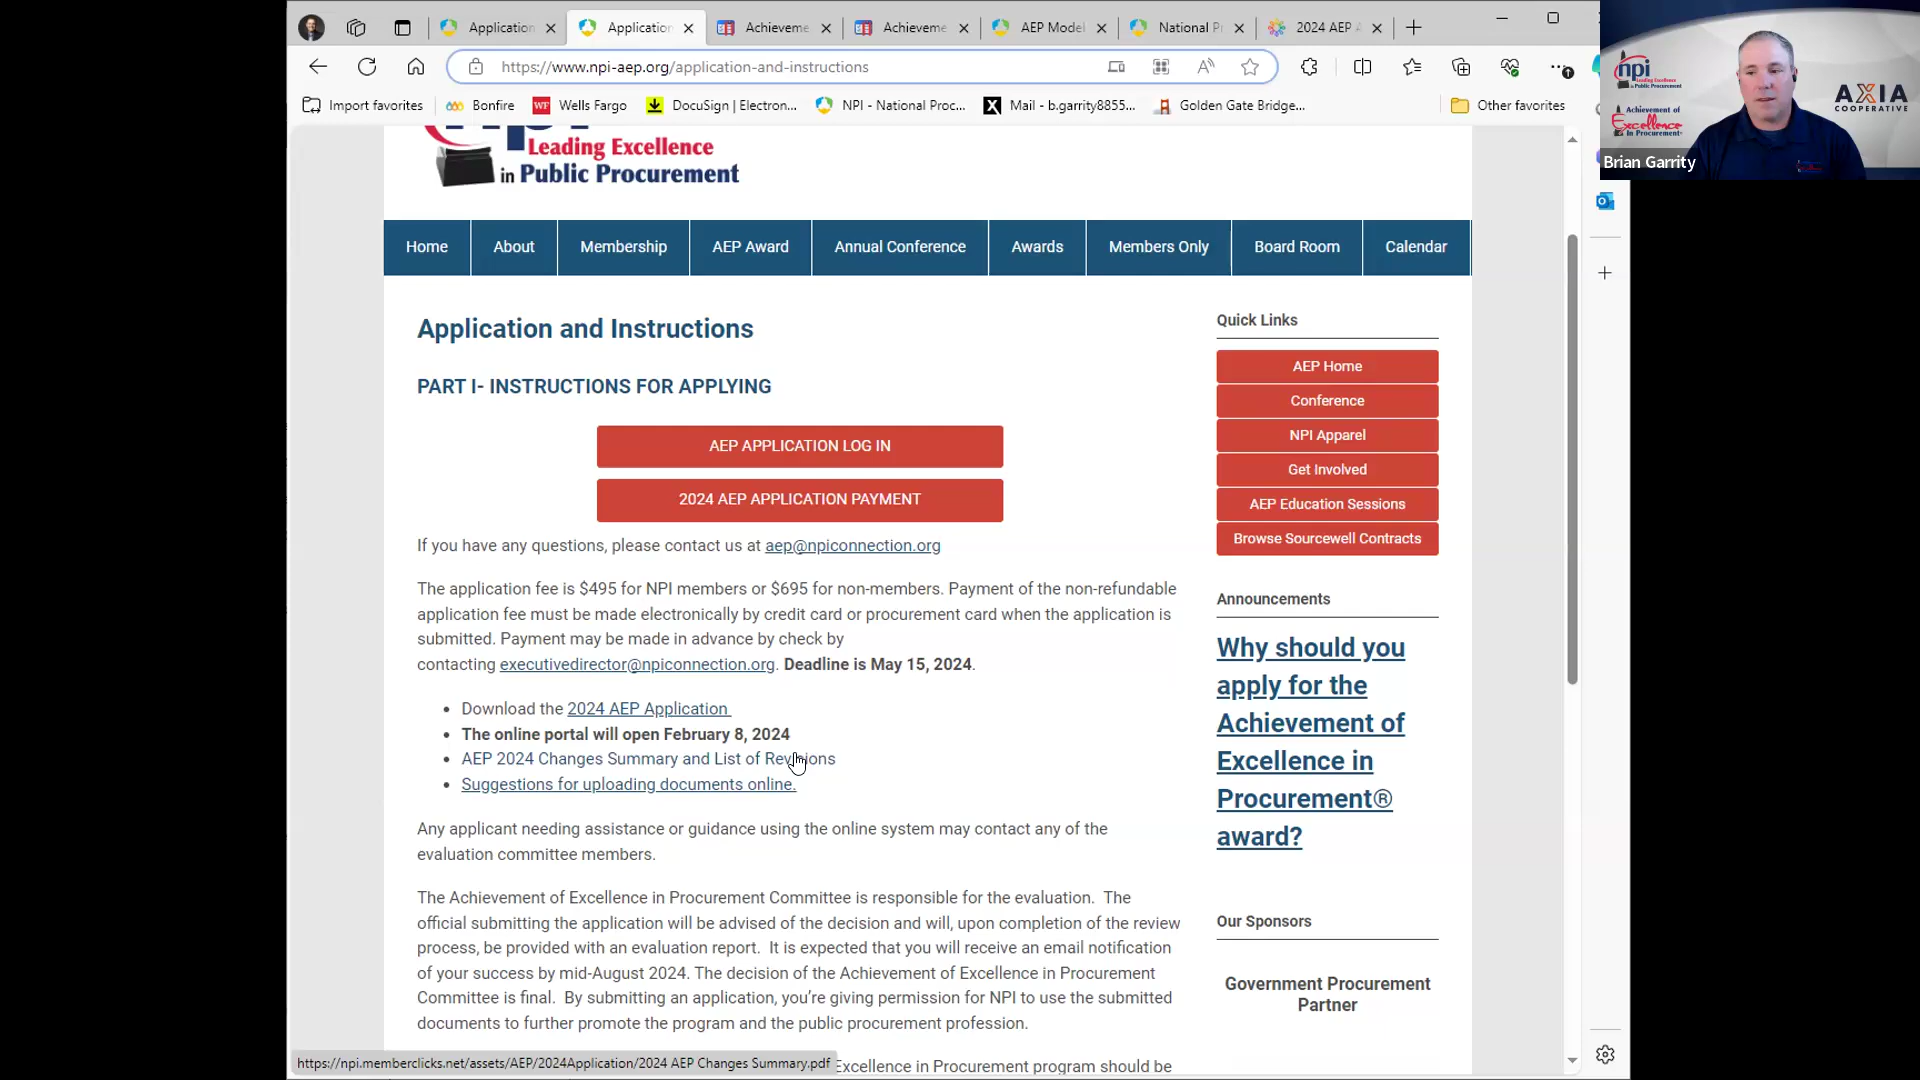 Application
Application
Achieveme
Achieveme
AEP Model
National P
2024 AEP A
https://www.npi-aep.org/application-and-instructions
Import favorites
Bonfire
Wells Fargo
DocuSign | Electron...
NPI - National Proc...
Mail - b.garrity8855...
Golden Gate Bridge...
Other favorites
npi
Leading Excellence
in Public Procurement
Achievement of
Excellence
in Procurement
AXIA
COOPERATIVE
Brian Garrity
Leading Excellence
in Public Procurement
Home
About
Membership
AEP Award
Annual Conference
Awards
Members Only
Board Room
Calendar
Application and Instructions
PART I- INSTRUCTIONS FOR APPLYING
AEP APPLICATION LOG IN
2024 AEP APPLICATION PAYMENT
If you have any questions, please contact us at aep@npiconnection.org
The application fee is $495 for NPI members or $695 for non-members. Payment of the non-refundable
application fee must be made electronically by credit card or procurement card when the application is
submitted. Payment may be made in advance by check by
contacting executivedirector@npiconnection.org. Deadline is May 15, 2024.
• Download the 2024 AEP Application
• The online portal will open February 8, 2024
• AEP 2024 Changes Summary and List of Revisions
• Suggestions for uploading documents online.
Any applicant needing assistance or guidance using the online system may contact any of the
evaluation committee members.
The Achievement of Excellence in Procurement Committee is responsible for the evaluation. The
official submitting the application will be advised of the decision and will, upon completion of the review
process, be provided with an evaluation report. It is expected that you will receive an email notification
of your success by mid-August 2024. The decision of the Achievement of Excellence in Procurement
Committee is final. By submitting an application, you're giving permission for NPI to use the submitted
documents to further promote the program and the public procurement profession.
Excellence in Procurement program should be
https://npi.memberclicks.net/assets/AEP/2024Application/2024 AEP Changes Summary.pdf
Quick Links
AEP Home
Conference
NPI Apparel
Get Involved
AEP Education Sessions
Browse Sourcewell Contracts
Announcements
Why should you
apply for the
Achievement of
Excellence in
Procurement®
award?
Our Sponsors
Government Procurement
Partner